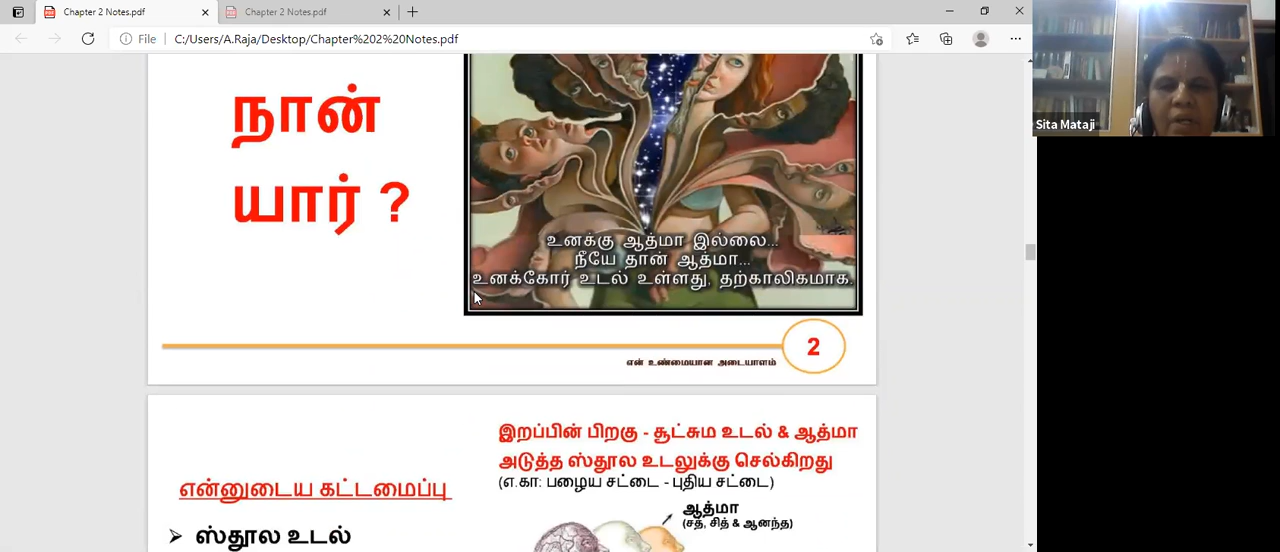 Chapter 2 Notes.pdf
Chapter 2 Notes.pdf
File
C:/Users/A.Raja/Desktop/Chapter%202%20Notes.pdf
Sita Mataji
நான்
யார் ?
உனக்கு ஆத்மா இல்லை...
நீயே தான் ஆத்மா...
உனக்கோர் உடல் உள்ளது, தற்காலிகமாக.
2
என் உண்மையான அடையாளம்
இறப்பின் பிறகு - சூட்சும உடல் & ஆத்மா
அடுத்த ஸ்தூல உடலுக்கு செல்கிறது
(எ.கா: பழைய சட்டை - புதிய சட்டை)
என்னுடைய கட்டமைப்பு
ஆத்மா
(சத், சித் & ஆனந்த)
➢ ஸ்தூல உடல்